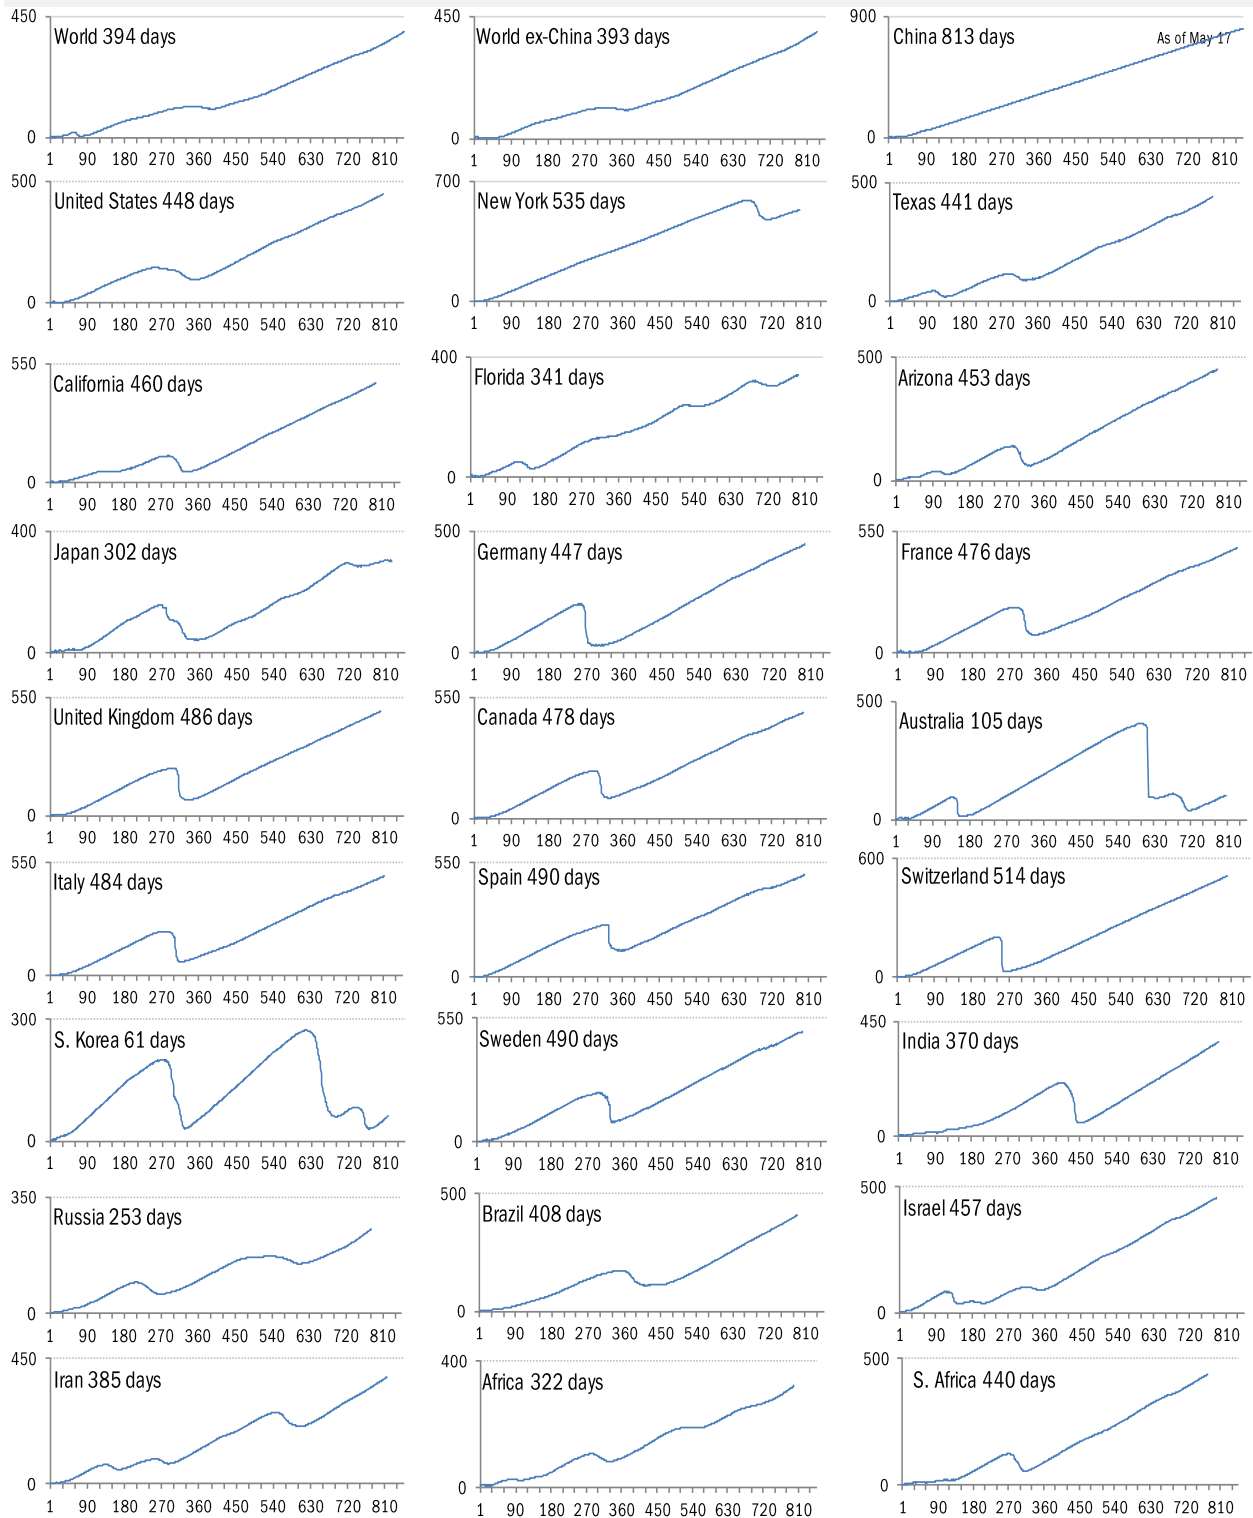 450 450 900
World 394 days World ex-China 393 days China 813 days As of May 17
0 0 0
1 90 180 270 360 450 540 630 720 810 1 90 180 270 360 450 540 630 720 810 1 90 180 270 360 450 540 630 720 810
500 700 500
United States 448 days New York 535 days Texas 441 days
0 0 0
1 90 180 270 360 450 540 630 720 810 1 90 180 270 360 450 540 630 720 810 1 90 180 270 360 450 540 630 720 810
550 400 500
California 460 days Florida 341 days Arizona 453 days
0 0 0
1 90 180 270 360 450 540 630 720 810 1 90 180 270 360 450 540 630 720 810 1 90 180 270 360 450 540 630 720 810
400 500 550
Japan 302 days Germany 447 days France 476 days
0 0 0
1 90 180 270 360 450 540 630 720 810 1 90 180 270 360 450 540 630 720 810 1 90 180 270 360 450 540 630 720 810
550 550 500
United Kingdom 486 days Canada 478 days Australia 105 days
0 0 0
1 90 180 270 360 450 540 630 720 810 1 90 180 270 360 450 540 630 720 810 1 90 180 270 360 450 540 630 720 810
550 550 600
Italy 484 days Spain 490 days Switzerland 514 days
0 0 0
1 90 180 270 360 450 540 630 720 810 1 90 180 270 360 450 540 630 720 810 1 90 180 270 360 450 540 630 720 810
300 550 450
S. Korea 61 days Sweden 490 days India 370 days
0 0 0
1 90 180 270 360 450 540 630 720 810 1 90 180 270 360 450 540 630 720 810 1 90 180 270 360 450 540 630 720 810
350 500 500
Russia 253 days Brazil 408 days Israel 457 days
0 0 0
1 90 180 270 360 450 540 630 720 810 1 90 180 270 360 450 540 630 720 810 1 90 180 270 360 450 540 630 720 810
450 400 500
Iran 385 days Africa 322 days S. Africa 440 days
0 0 0
1 90 180 270 360 450 540 630 720 810 1 90 180 270 360 450 540 630 720 810 1 90 180 270 360 450 540 630 720 810